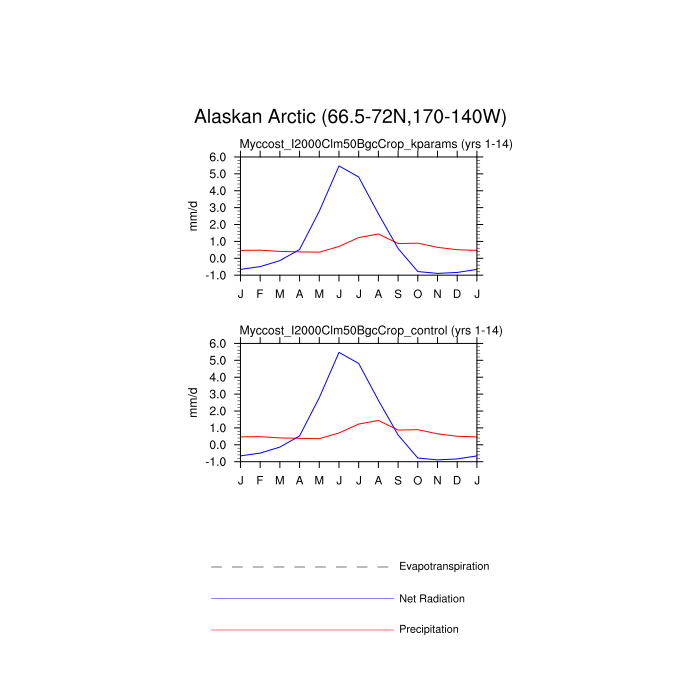 Alaskan Arctic (66.5-72N,170-140W)
Myccost_I2000Clm50BgcCrop_kparams (yrs 1-14)
6.0
5.0
4.0
3.0
2.0
1.0
0.0
-1.0
mm/d
J F M A M J J A S O N D J
Myccost_I2000Clm50BgcCrop_control (yrs 1-14)
6.0
5.0
4.0
3.0
2.0
1.0
0.0
-1.0
mm/d
J F M A M J J A S O N D J
Evapotranspiration
Net Radiation
Precipitation